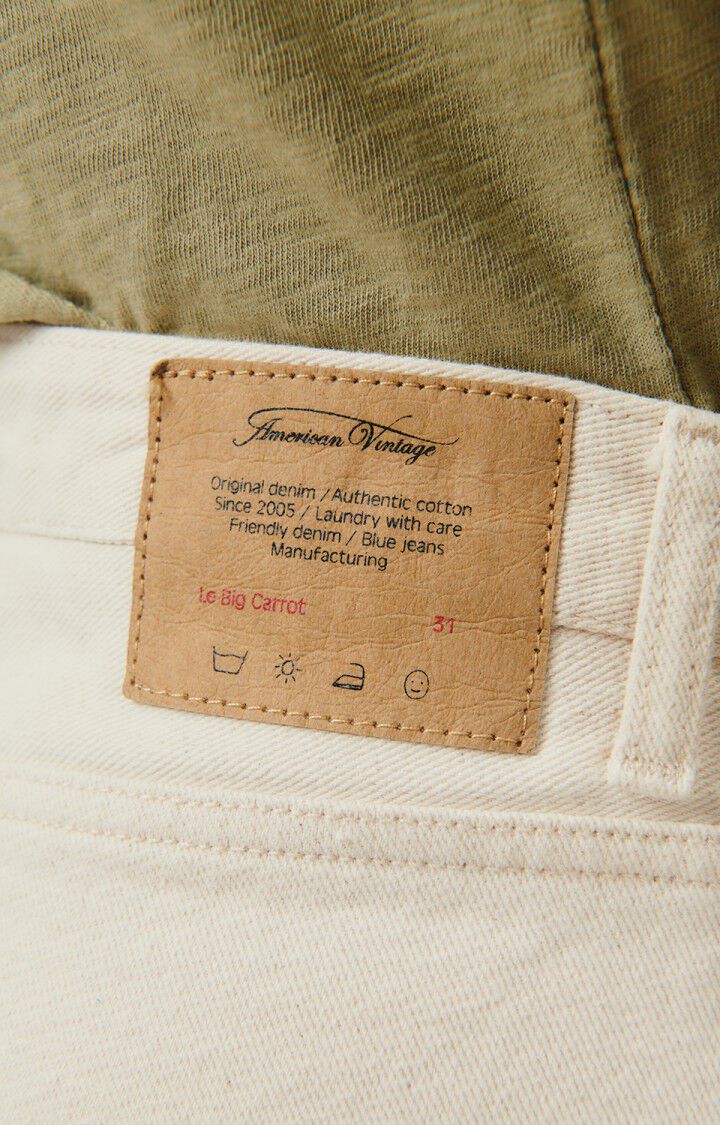 American Vintage
Original denim / Authentic cotton
Since 2005 / Laundry with care
Friendly denim / Blue jeans
Manufacturing
Le Big Carrot
31